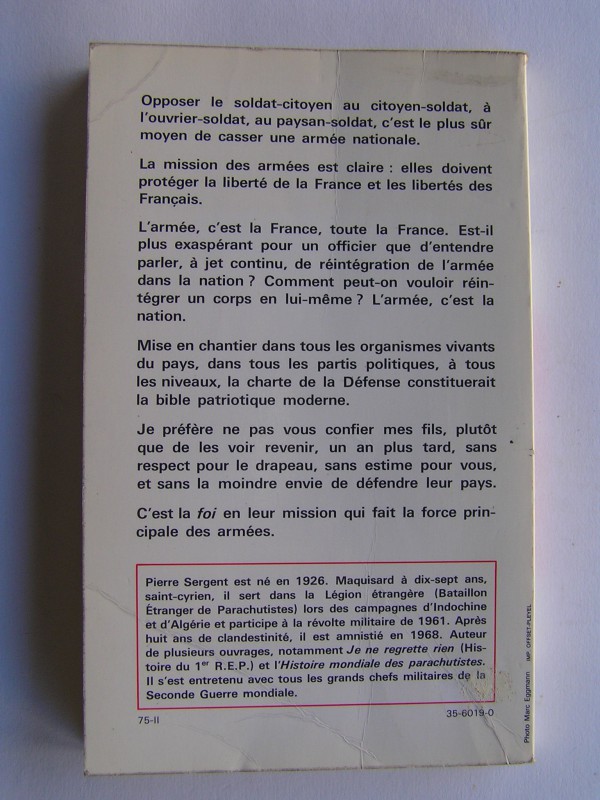 Opposer le soldat-citoyen au citoyen-soldat, à
l'ouvrier-soldat, au paysan-soldat, c'est le plus sûr
moyen de casser une armée nationale.
La mission des armées est claire : elles doivent
protéger la liberté de la France et les libertés des
Français.
L'armée, c'est la France, toute la France. Est-il
plus exaspérant pour un officier que d'entendre
parler, à jet continu, de réintégration de l'armée
dans la nation ? Comment peut-on vouloir réin-
tégrer un corps en lui-même ? L'armée, c'est la
nation.
Mise en chantier dans tous les organismes vivants
du pays, dans tous les partis politiques, à tous
les niveaux, la charte de la Défense constituerait
la bible patriotique moderne.
Je préfère ne pas vous confier mes fils, plutôt
que de les voir revenir, un an plus tard, sans
respect pour le drapeau, sans estime pour vous,
et sans la moindre envie de défendre leur pays.
C'est la foi en leur mission qui fait la force prin-
cipale des armées.
Pierre Sergent est né en 1926. Maquisard à dix-sept ans,
saint-cyrien, il sert dans la Légion étrangère (Bataillon
Étranger de Parachutistes) lors des campagnes d'Indochine
et d'Algérie et participe à la révolte militaire de 1961. Après
huit ans de clandestinité, il est amnistié en 1968. Auteur
de plusieurs ouvrages, notamment Je ne regrette rien (His-
toire du 1er R.E.P.) et l'Histoire mondiale des parachutistes.
Il s'est entretenu avec tous les grands chefs militaires de la
Seconde Guerre mondiale.
75-II
35-6019-0
Photo Marc Eggmann IMP. OFFSET-PLEYEL